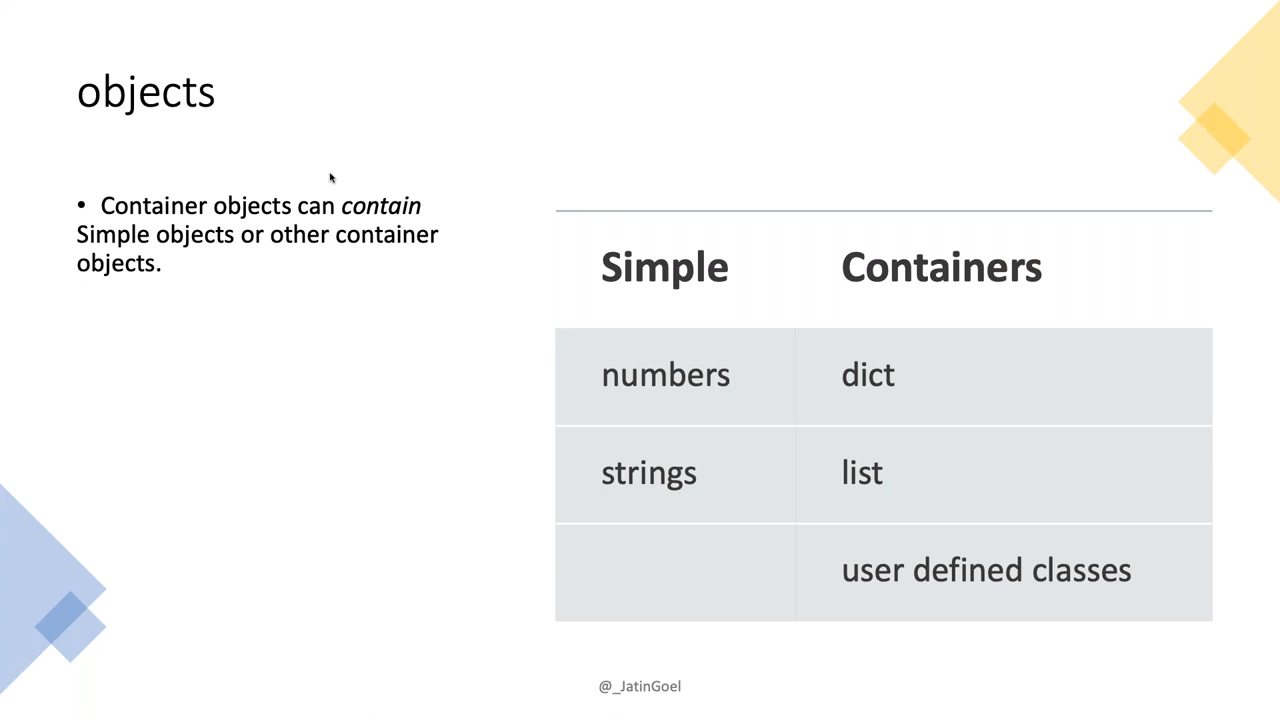 objects
• Container objects can contain
Simple objects or other container
objects.
Simple Containers
numbers dict
strings list
user defined classes
@_JatinGoel